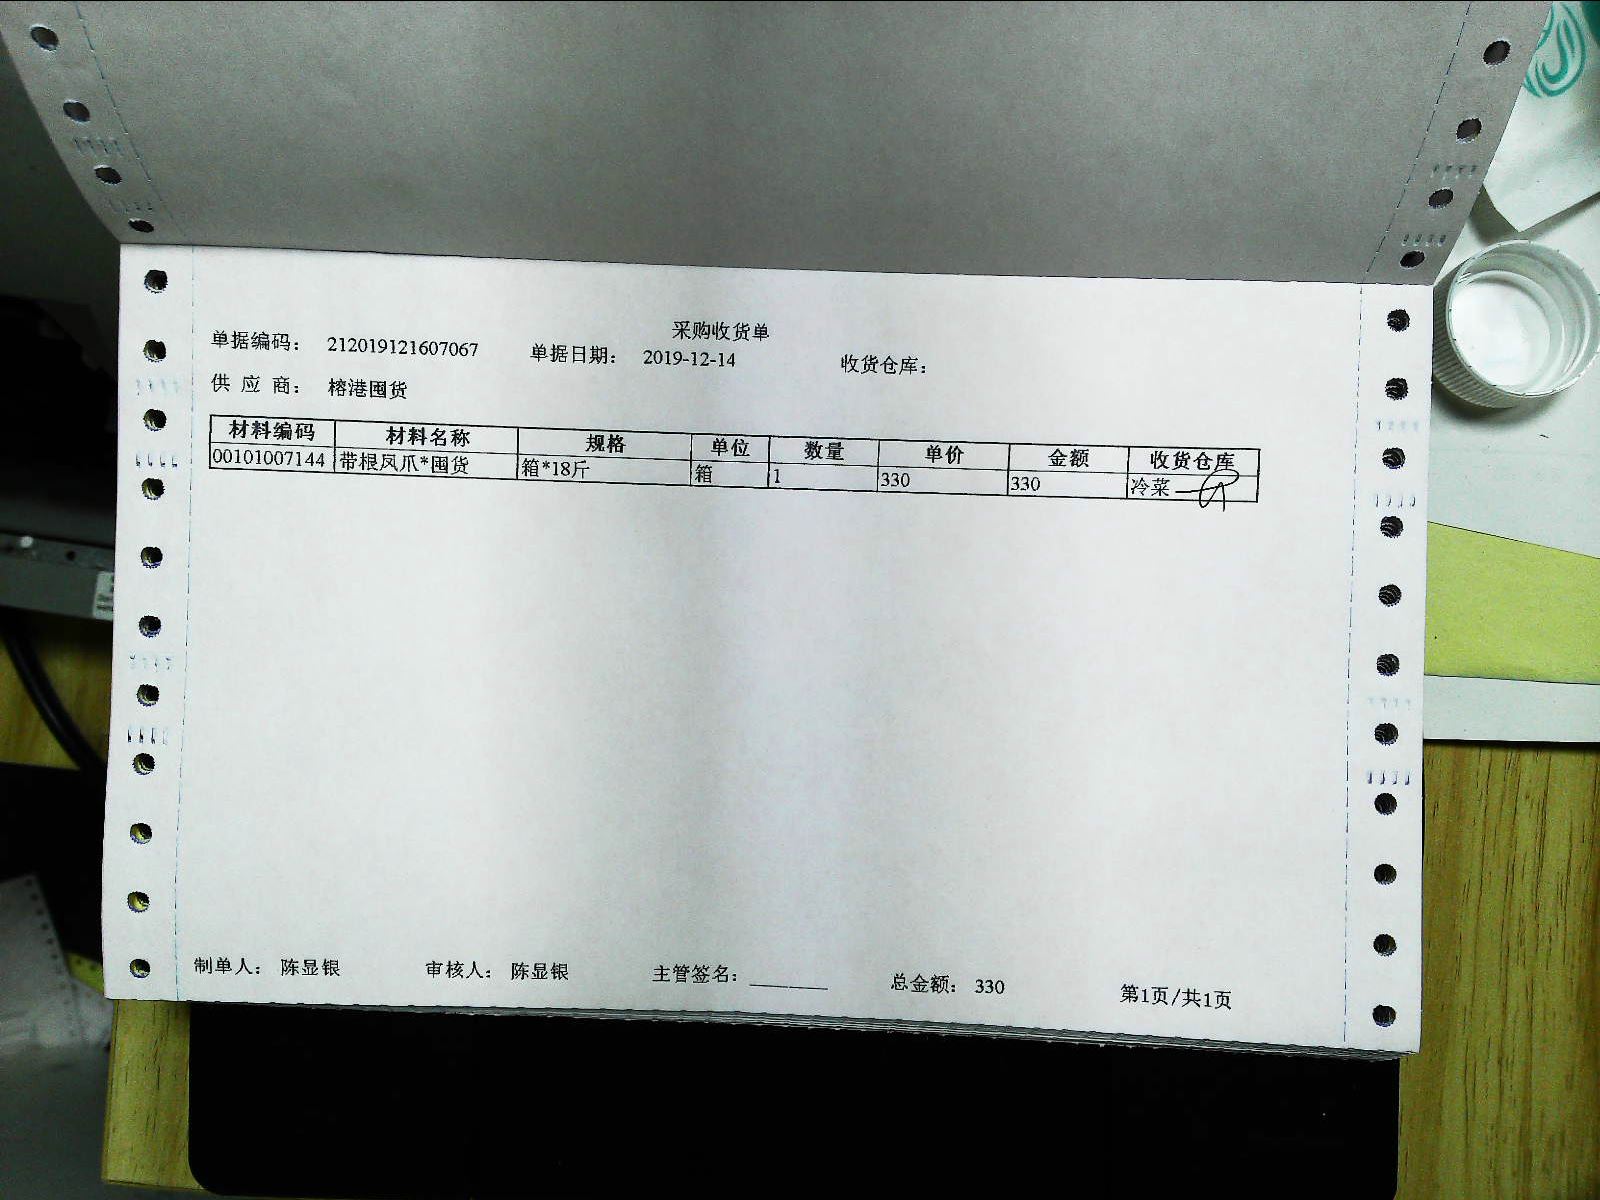 采购收货单
单据编码： 212019121607067 单据日期： 2019-12-14 收货仓库：
供 应 商： 榕港囤货
材料编码 材料名称 规格 单位 数量 单价 金额 收货仓库
00101007144 带根凤爪*囤货 箱*18斤 箱 1 330 330 冷菜
制单人： 陈显银 审核人： 陈显银 主管签名： 总金额： 330 第1页/共1页